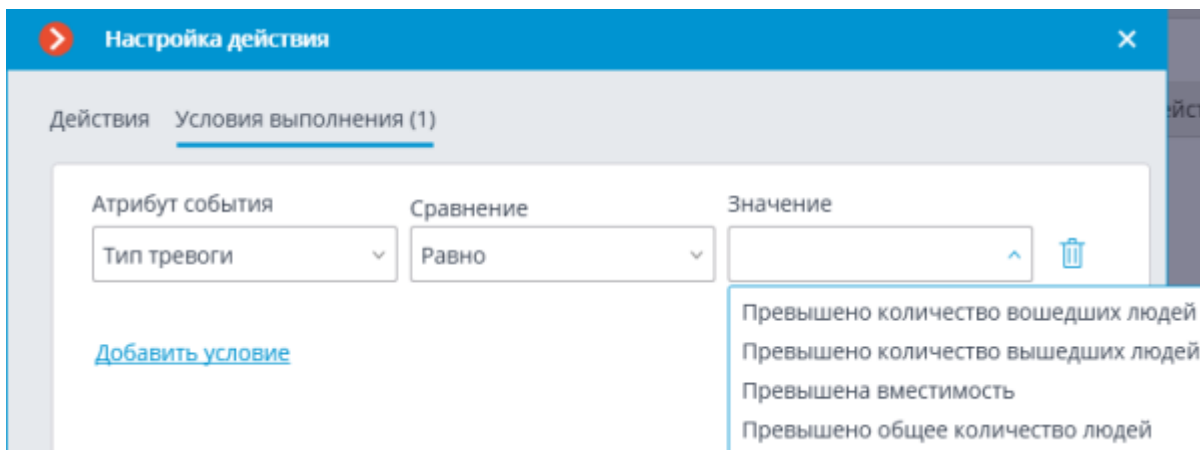 Настройка действия
Действия Условия выполнения (1)
Атрибут события Сравнение Значение
Тип тревоги Равно
Превышено количество вошедших людей
Добавить условие Превышено количество вышедших людей
Превышена вместимость
Превышено общее количество людей